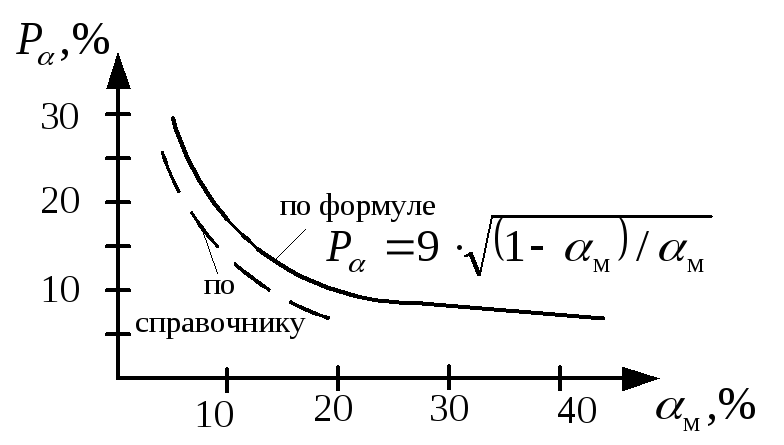 Pα,%
30
20
10
по формуле
Pα = 9 · √(1 - αм) / αм
по
справочнику
10 20 30 40
αм,%